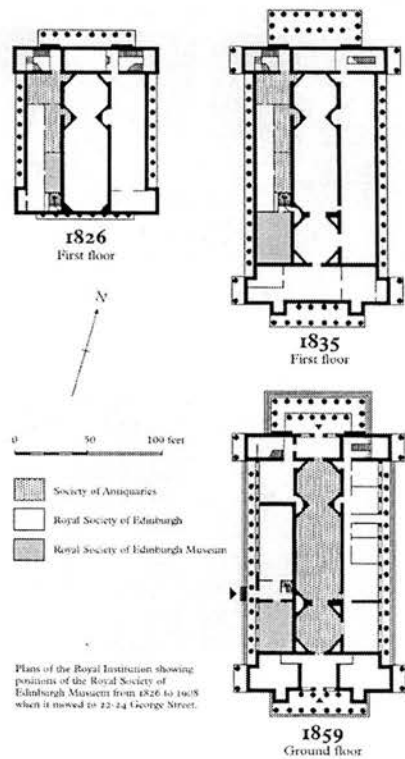 1826
First floor
1835
First floor
N
0 50 100 feet
Society of Antiquaries
Royal Society of Edinburgh
Royal Society of Edinburgh Museum
Plans of the Royal Institution showing
positions of the Royal Society of
Edinburgh Museum from 1826 to 1908
when it moved to 22-24 George Street.
1859
Ground floor